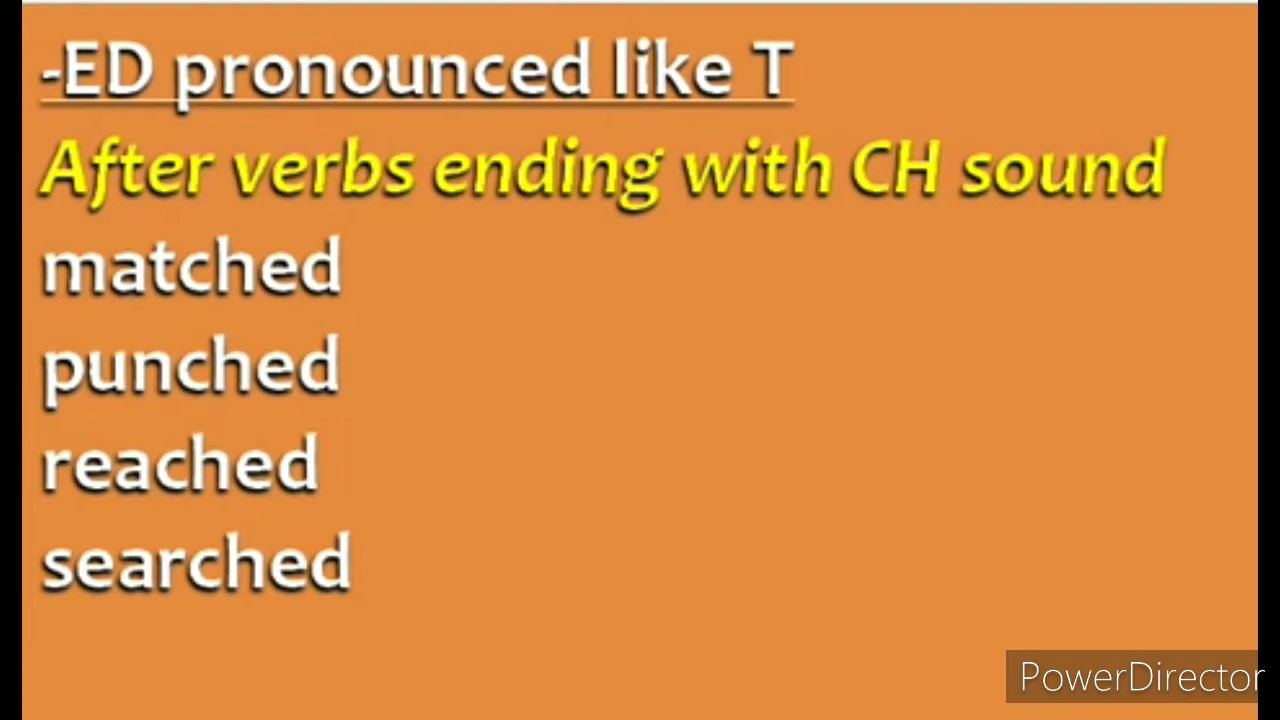 -ED pronounced like T
After verbs ending with CH sound
matched
punched
reached
searched
PowerDirector